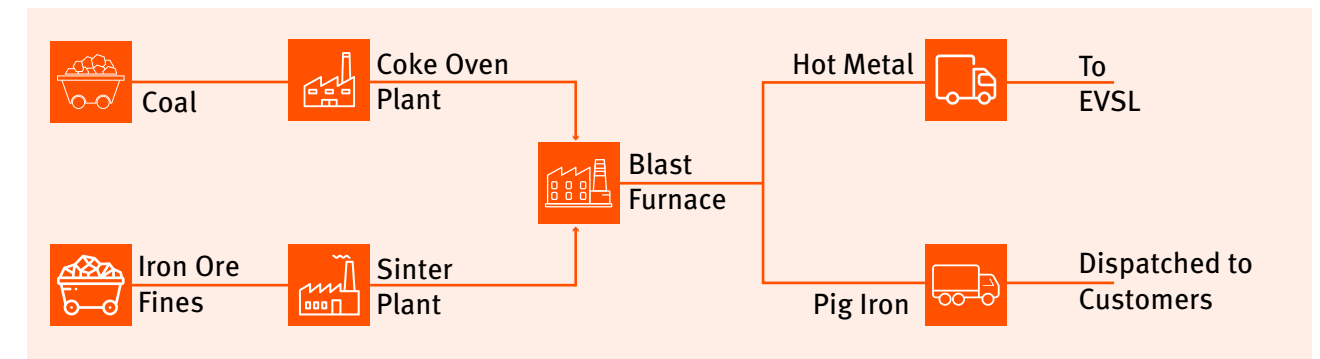 Coal
Coke Oven
Plant
Iron Ore
Fines
Sinter
Plant
Blast
Furnace
Hot Metal
To
EVSL
Pig Iron
Dispatched to
Customers